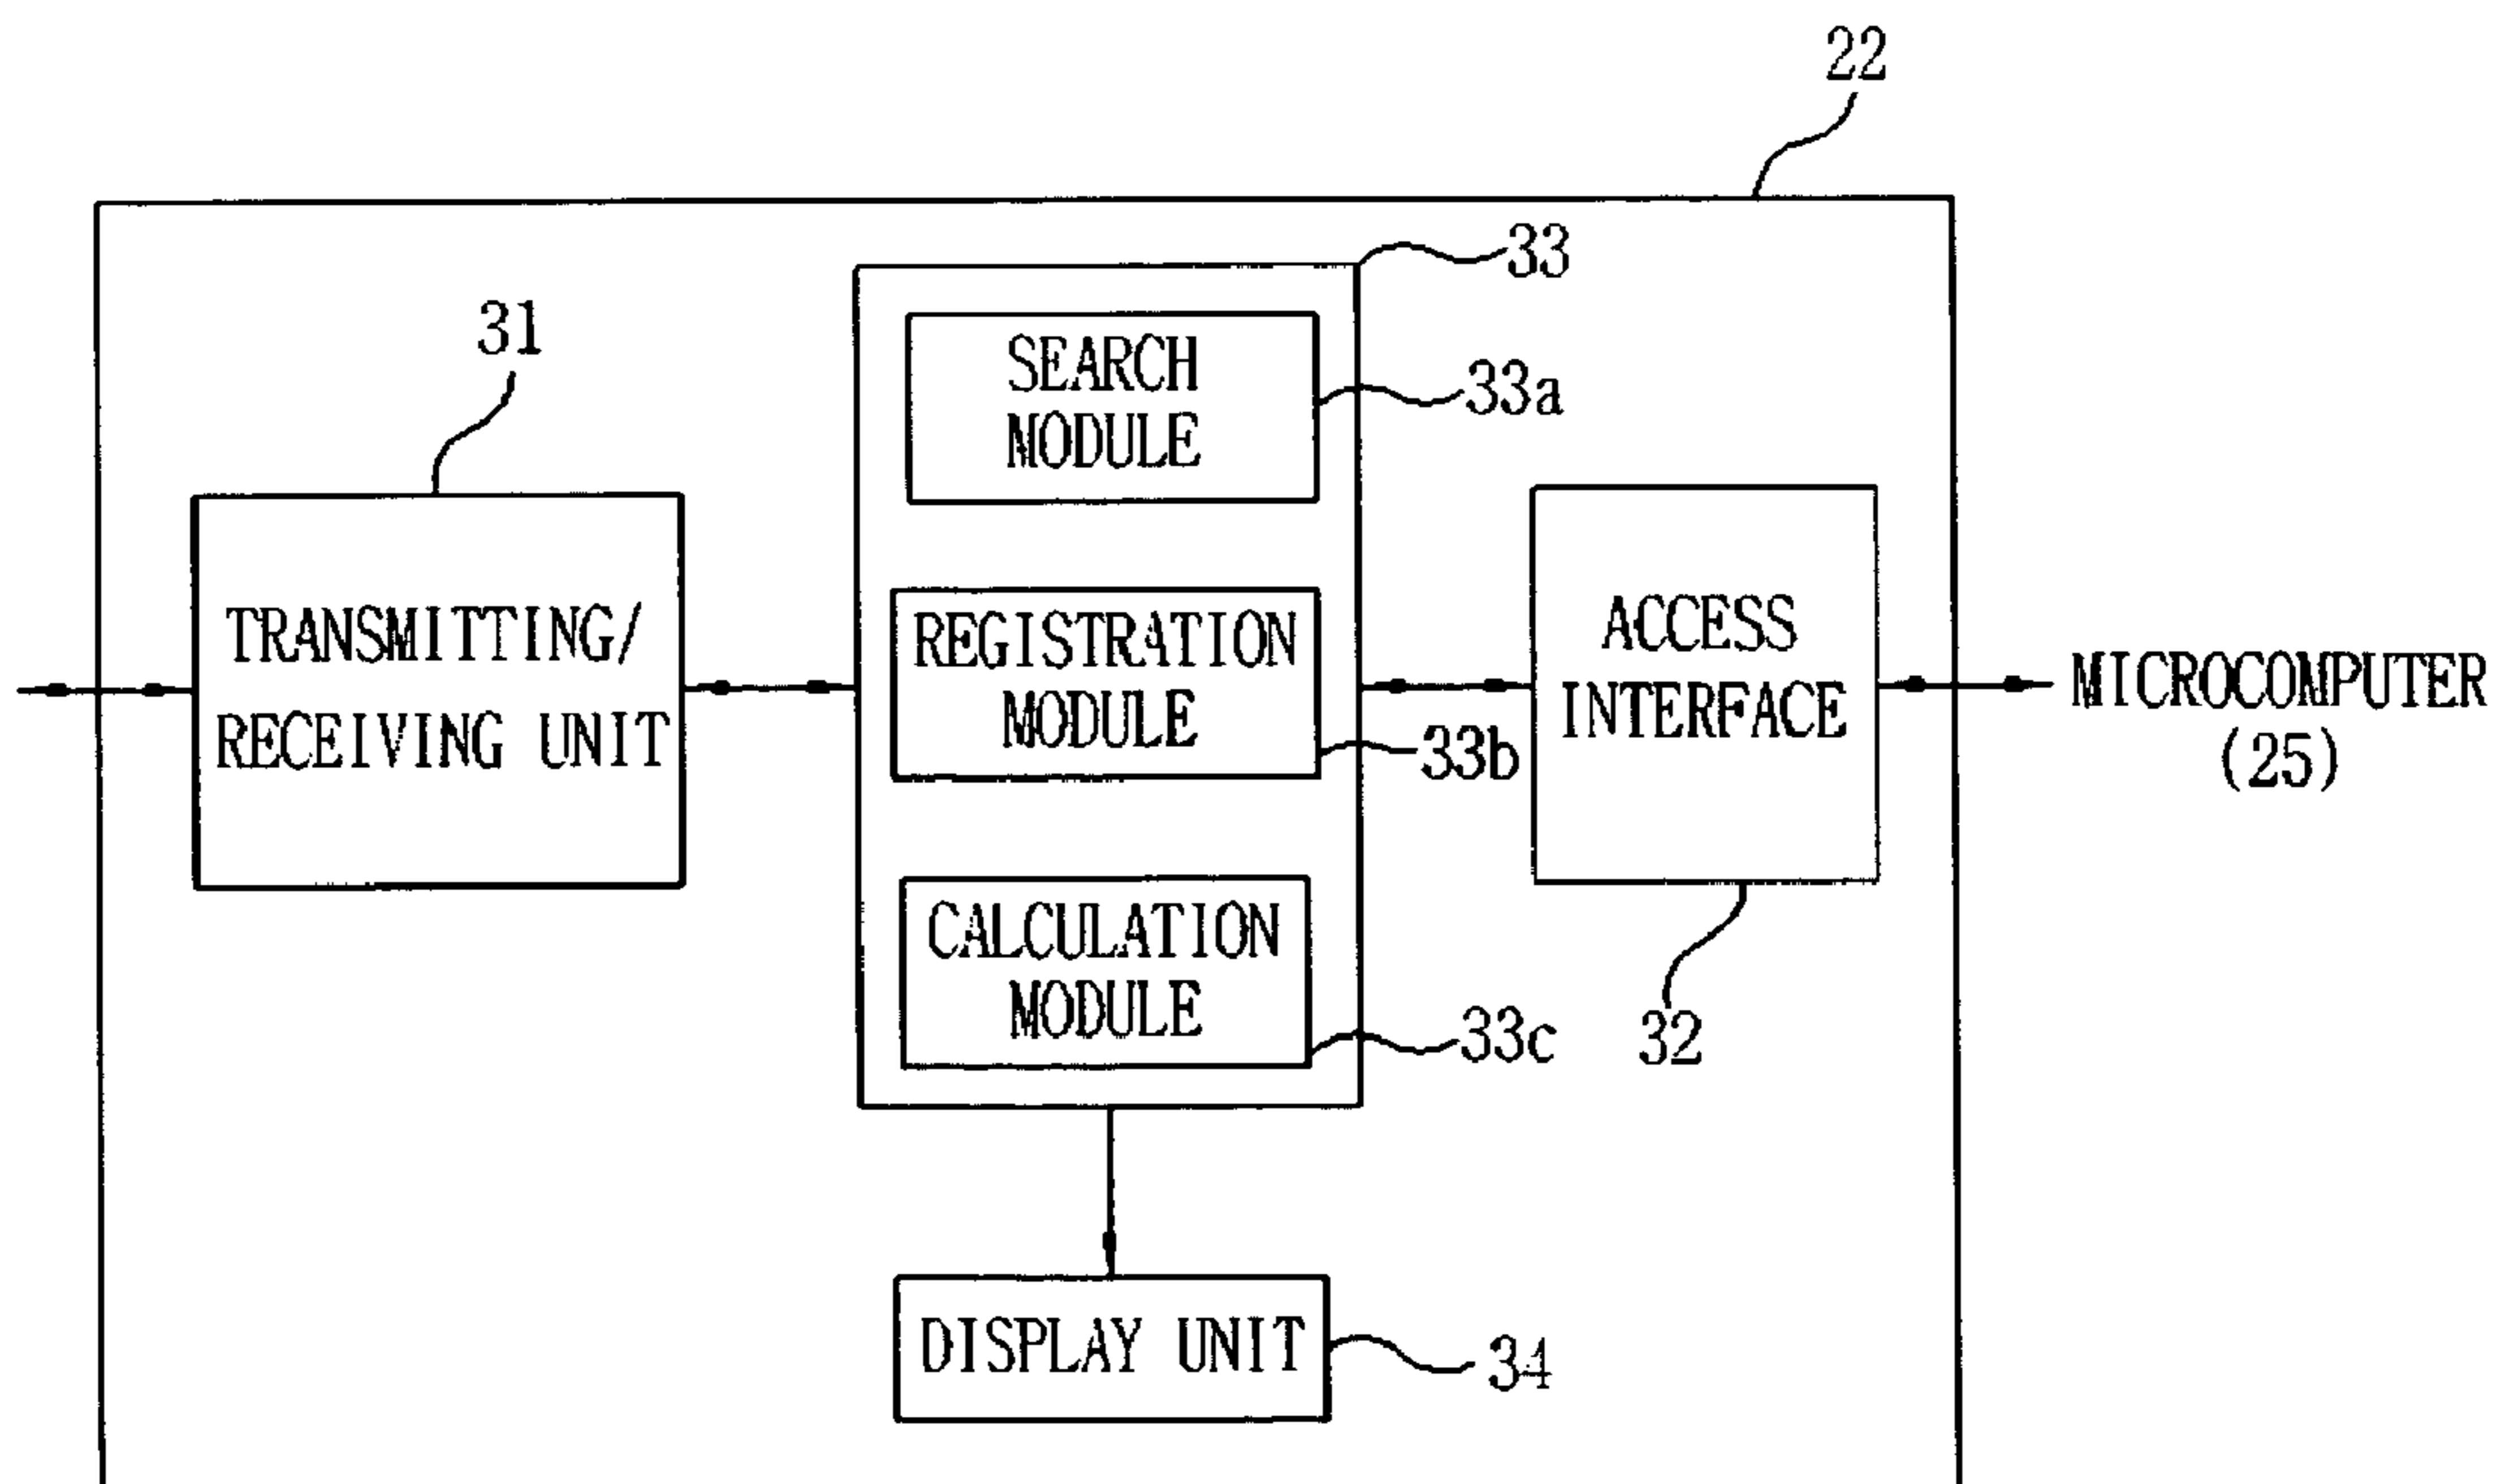 22
33
31
SEARCH
MODULE
33a
TRANSMITTING/
RECEIVING UNIT
REGISTRATION
MODULE
33b
ACCESS
INTERFACE
MICROCOMPUTER
(25)
CALCULATION
MODULE
33c
32
DISPLAY UNIT
34